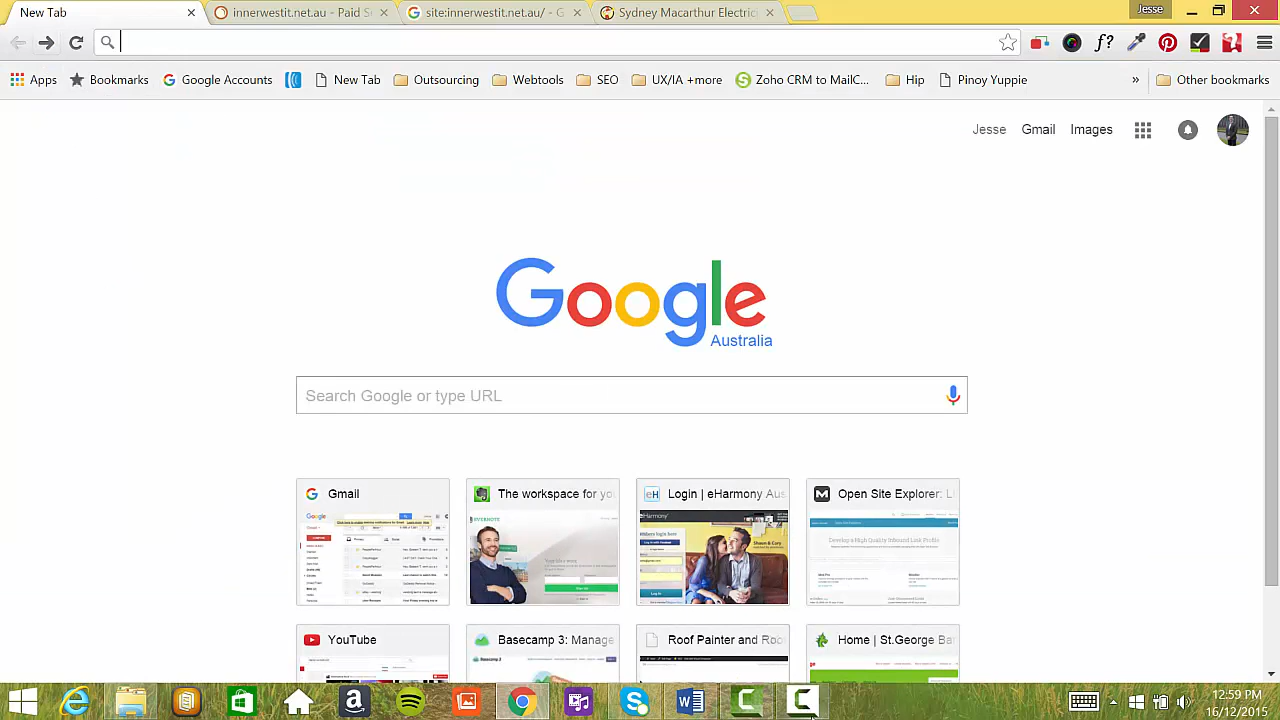 New Tab
innerwestit.net.au - Paid S
site:innerwestit.net.au/ - G
Sydney Macarthur Electric
Jesse
Apps
Bookmarks
Google Accounts
New Tab
Outsourcing
Webtools
SEO
UX/IA +more
Zoho CRM to MailC...
Hip
Pinoy Yuppie
»
Other bookmarks
Jesse
Gmail
Images
Google
Australia
Search Google or type URL
Gmail
The workspace for yo
Login | eHarmony Aus
Open Site Explorer: Li
YouTube
Basecamp 3: Manage
Roof Painter and Roo
Home | St.George Ba
12:59 PM
16/12/2015